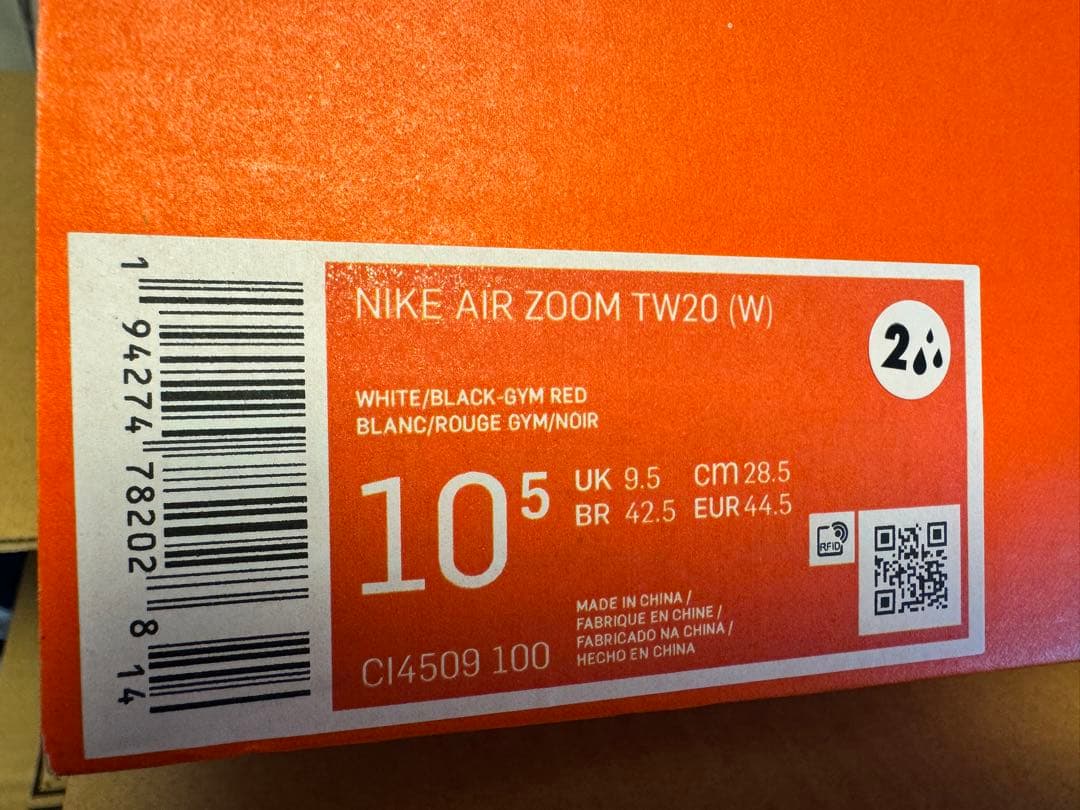 NIKE AIR ZOOM TW20 (W)
2
WHITE/BLACK-GYM RED
BLANC/ROUGE GYM/NOIR
10 5
UK 9.5 cm 28.5
BR 42.5 EUR 44.5
RFID
MADE IN CHINA /
FABRIQUE EN CHINE /
FABRICADO NA CHINA /
HECHO EN CHINA
CI4509 100
1 94274 78202 8 14